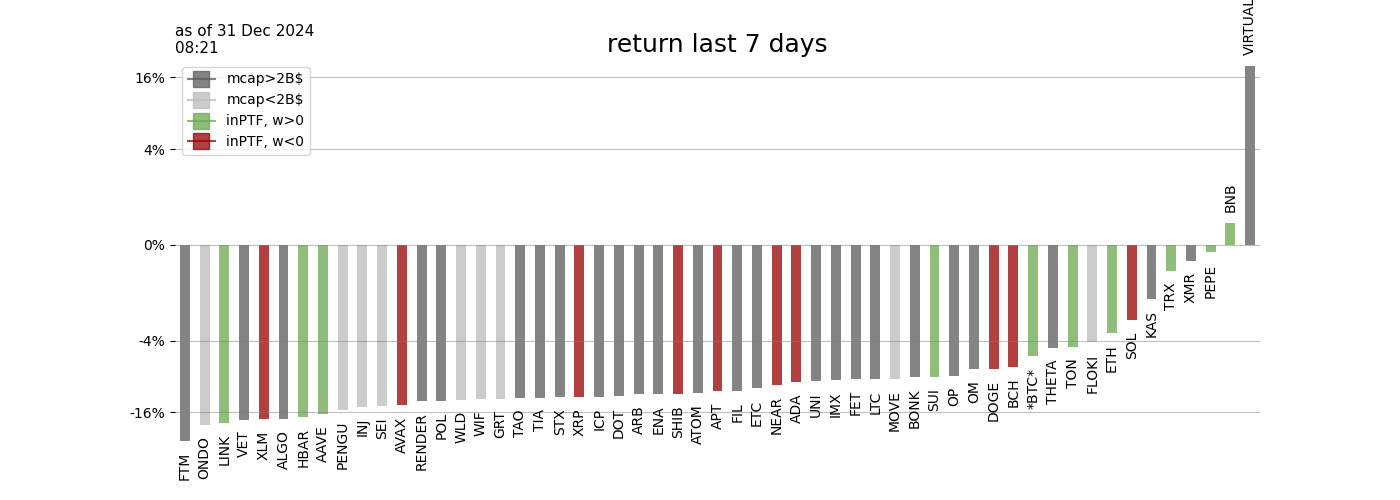 as of 31 Dec 2024
08:21
return last 7 days
mcap>2B$
mcap<2B$
inPTF, w>0
inPTF, w<0
16%
4%
0%
-4%
-16%
FTM
ONDO
LINK
VET
XLM
ALGO
HBAR
AAVE
PENGU
INJ
SEI
AVAX
RENDER
POL
WLD
WIF
GRT
TAO
TIA
STX
XRP
ICP
DOT
ARB
ENA
SHIB
ATOM
APT
FIL
ETC
NEAR
ADA
UNI
IMX
FET
LTC
MOVE
BONK
SUI
OP
OM
DOGE
BCH
*BTC*
THETA
TON
FLOKI
ETH
SOL
KAS
TRX
XMR
PEPE
BNB
VIRTUAL